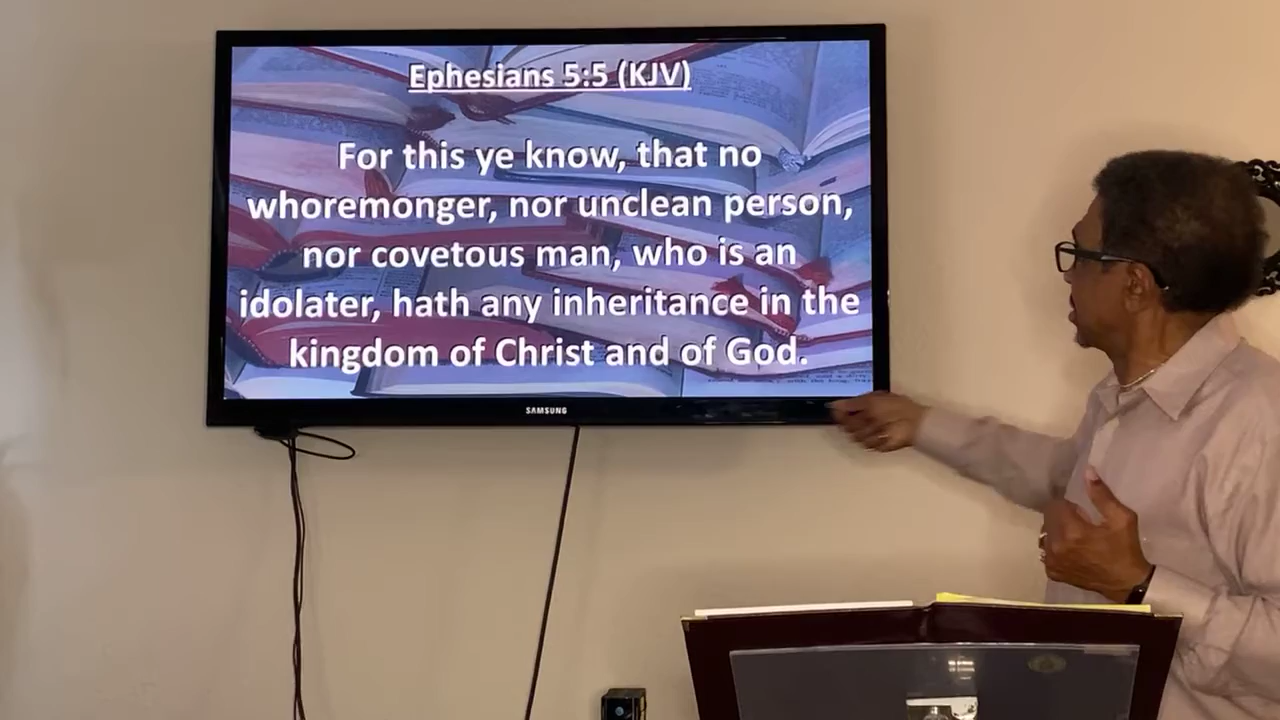 Ephesians 5:5 (KJV)
For this ye know, that no
whoremonger, nor unclean person,
nor covetous man, who is an
idolater, hath any inheritance in the
kingdom of Christ and of God.
SAMSUNG